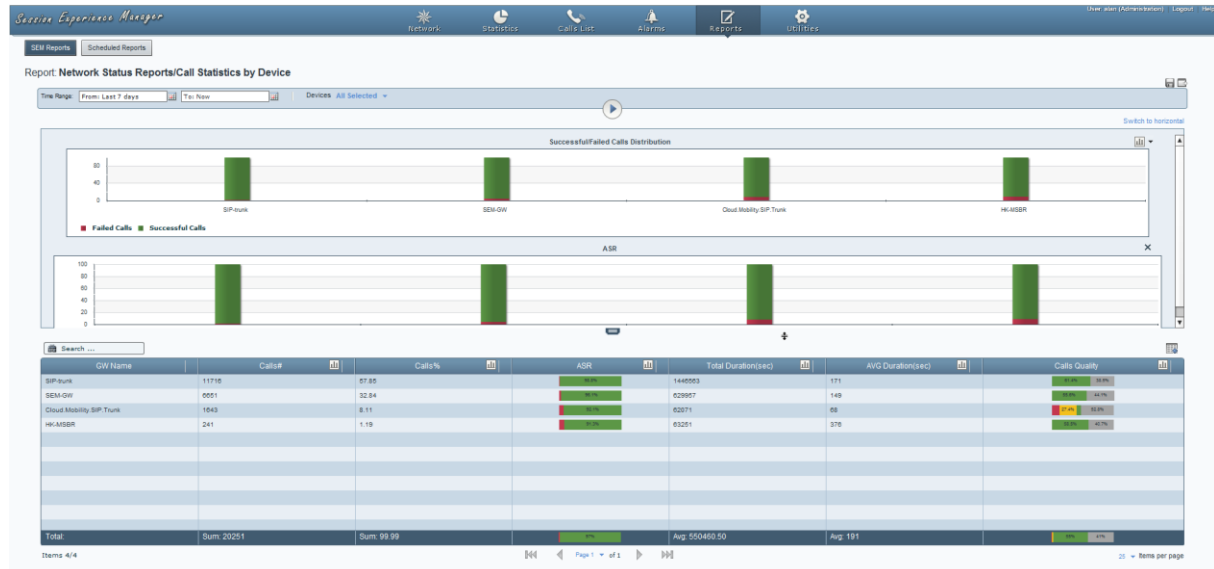 Session Experience Manager
User: alan (Administration) Logout Help
Network Statistics Calls List Alarms Reports Utilities
SEM Reports Scheduled Reports
Report: Network Status Reports/Call Statistics by Device
Time Range: From: Last 7 days To: Now Devices All Selected
Switch to horizontal
Successful/Failed Calls Distribution
80
40
0
SIP-trunk SEM-GW Cloud.Mobility.SIP.Trunk HK-MSBR
Failed Calls Successful Calls
ASR
100
80
60
40
20
0
Search ...
GW Name Calls# Calls% ASR Total Duration(sec) AVG Duration(sec) Calls Quality
SIP-trunk 11716 57.85 171
SEM-GW 6651 32.84 629957 149
Cloud.Mobility.SIP.Trunk 1643 8.11 62071 68
HK-MSBR 241 1.19 63251 376
Total: Sum: 20251 Sum: 99.99 97% Avg: 550460.50 Avg: 191 41%
Items 4/4 Page 1 of 1 25 Items per page